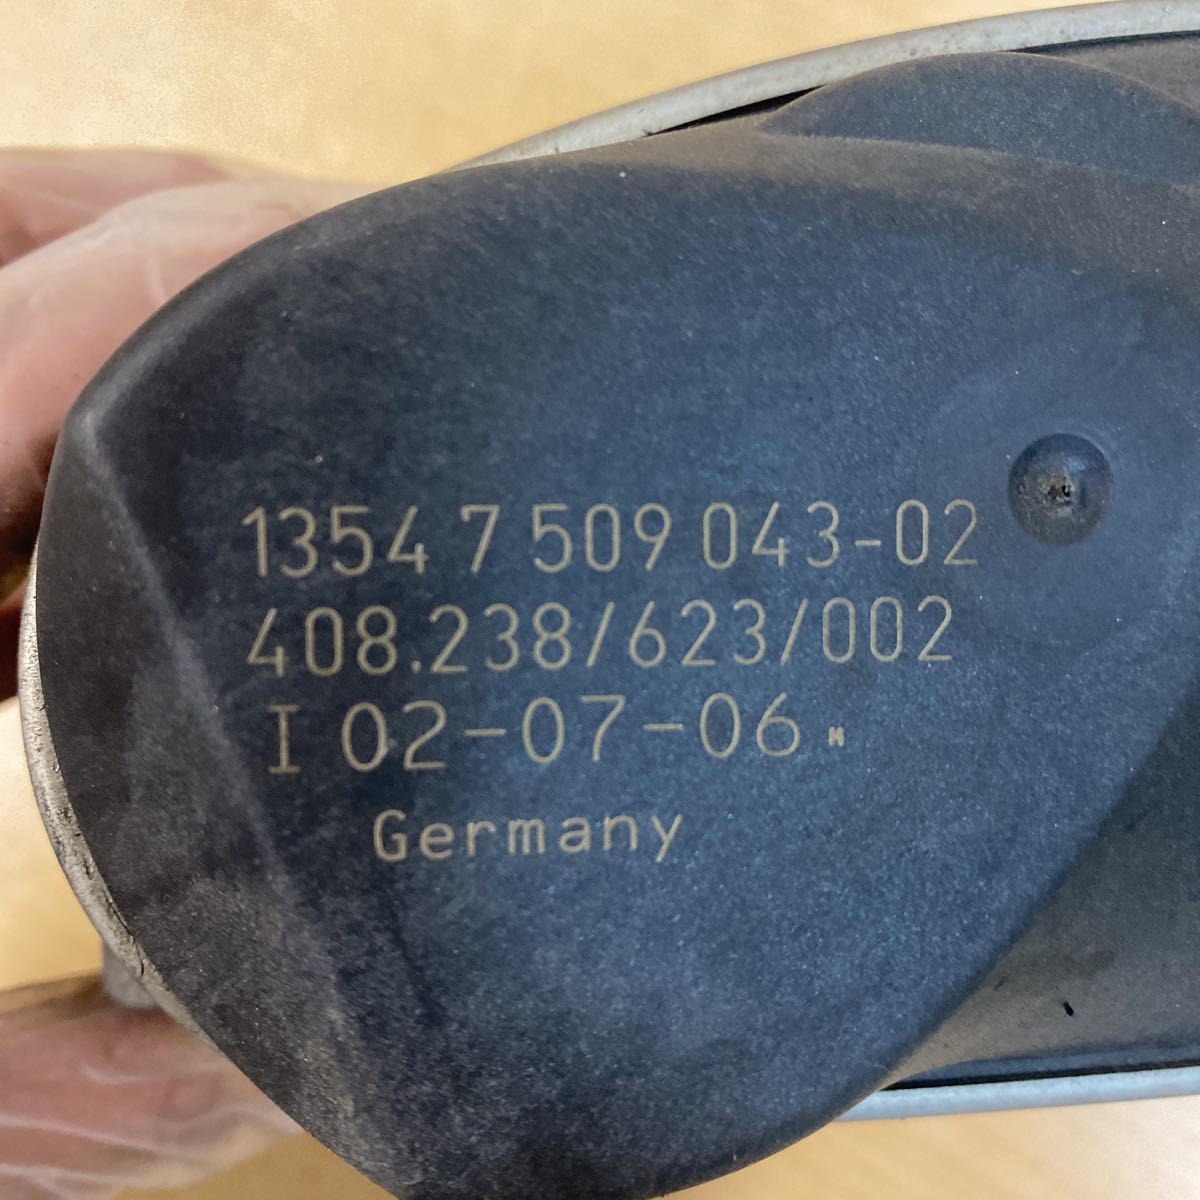 1354 7 509 043-02
408.238/623/002
I 02-07-06. M
Germany